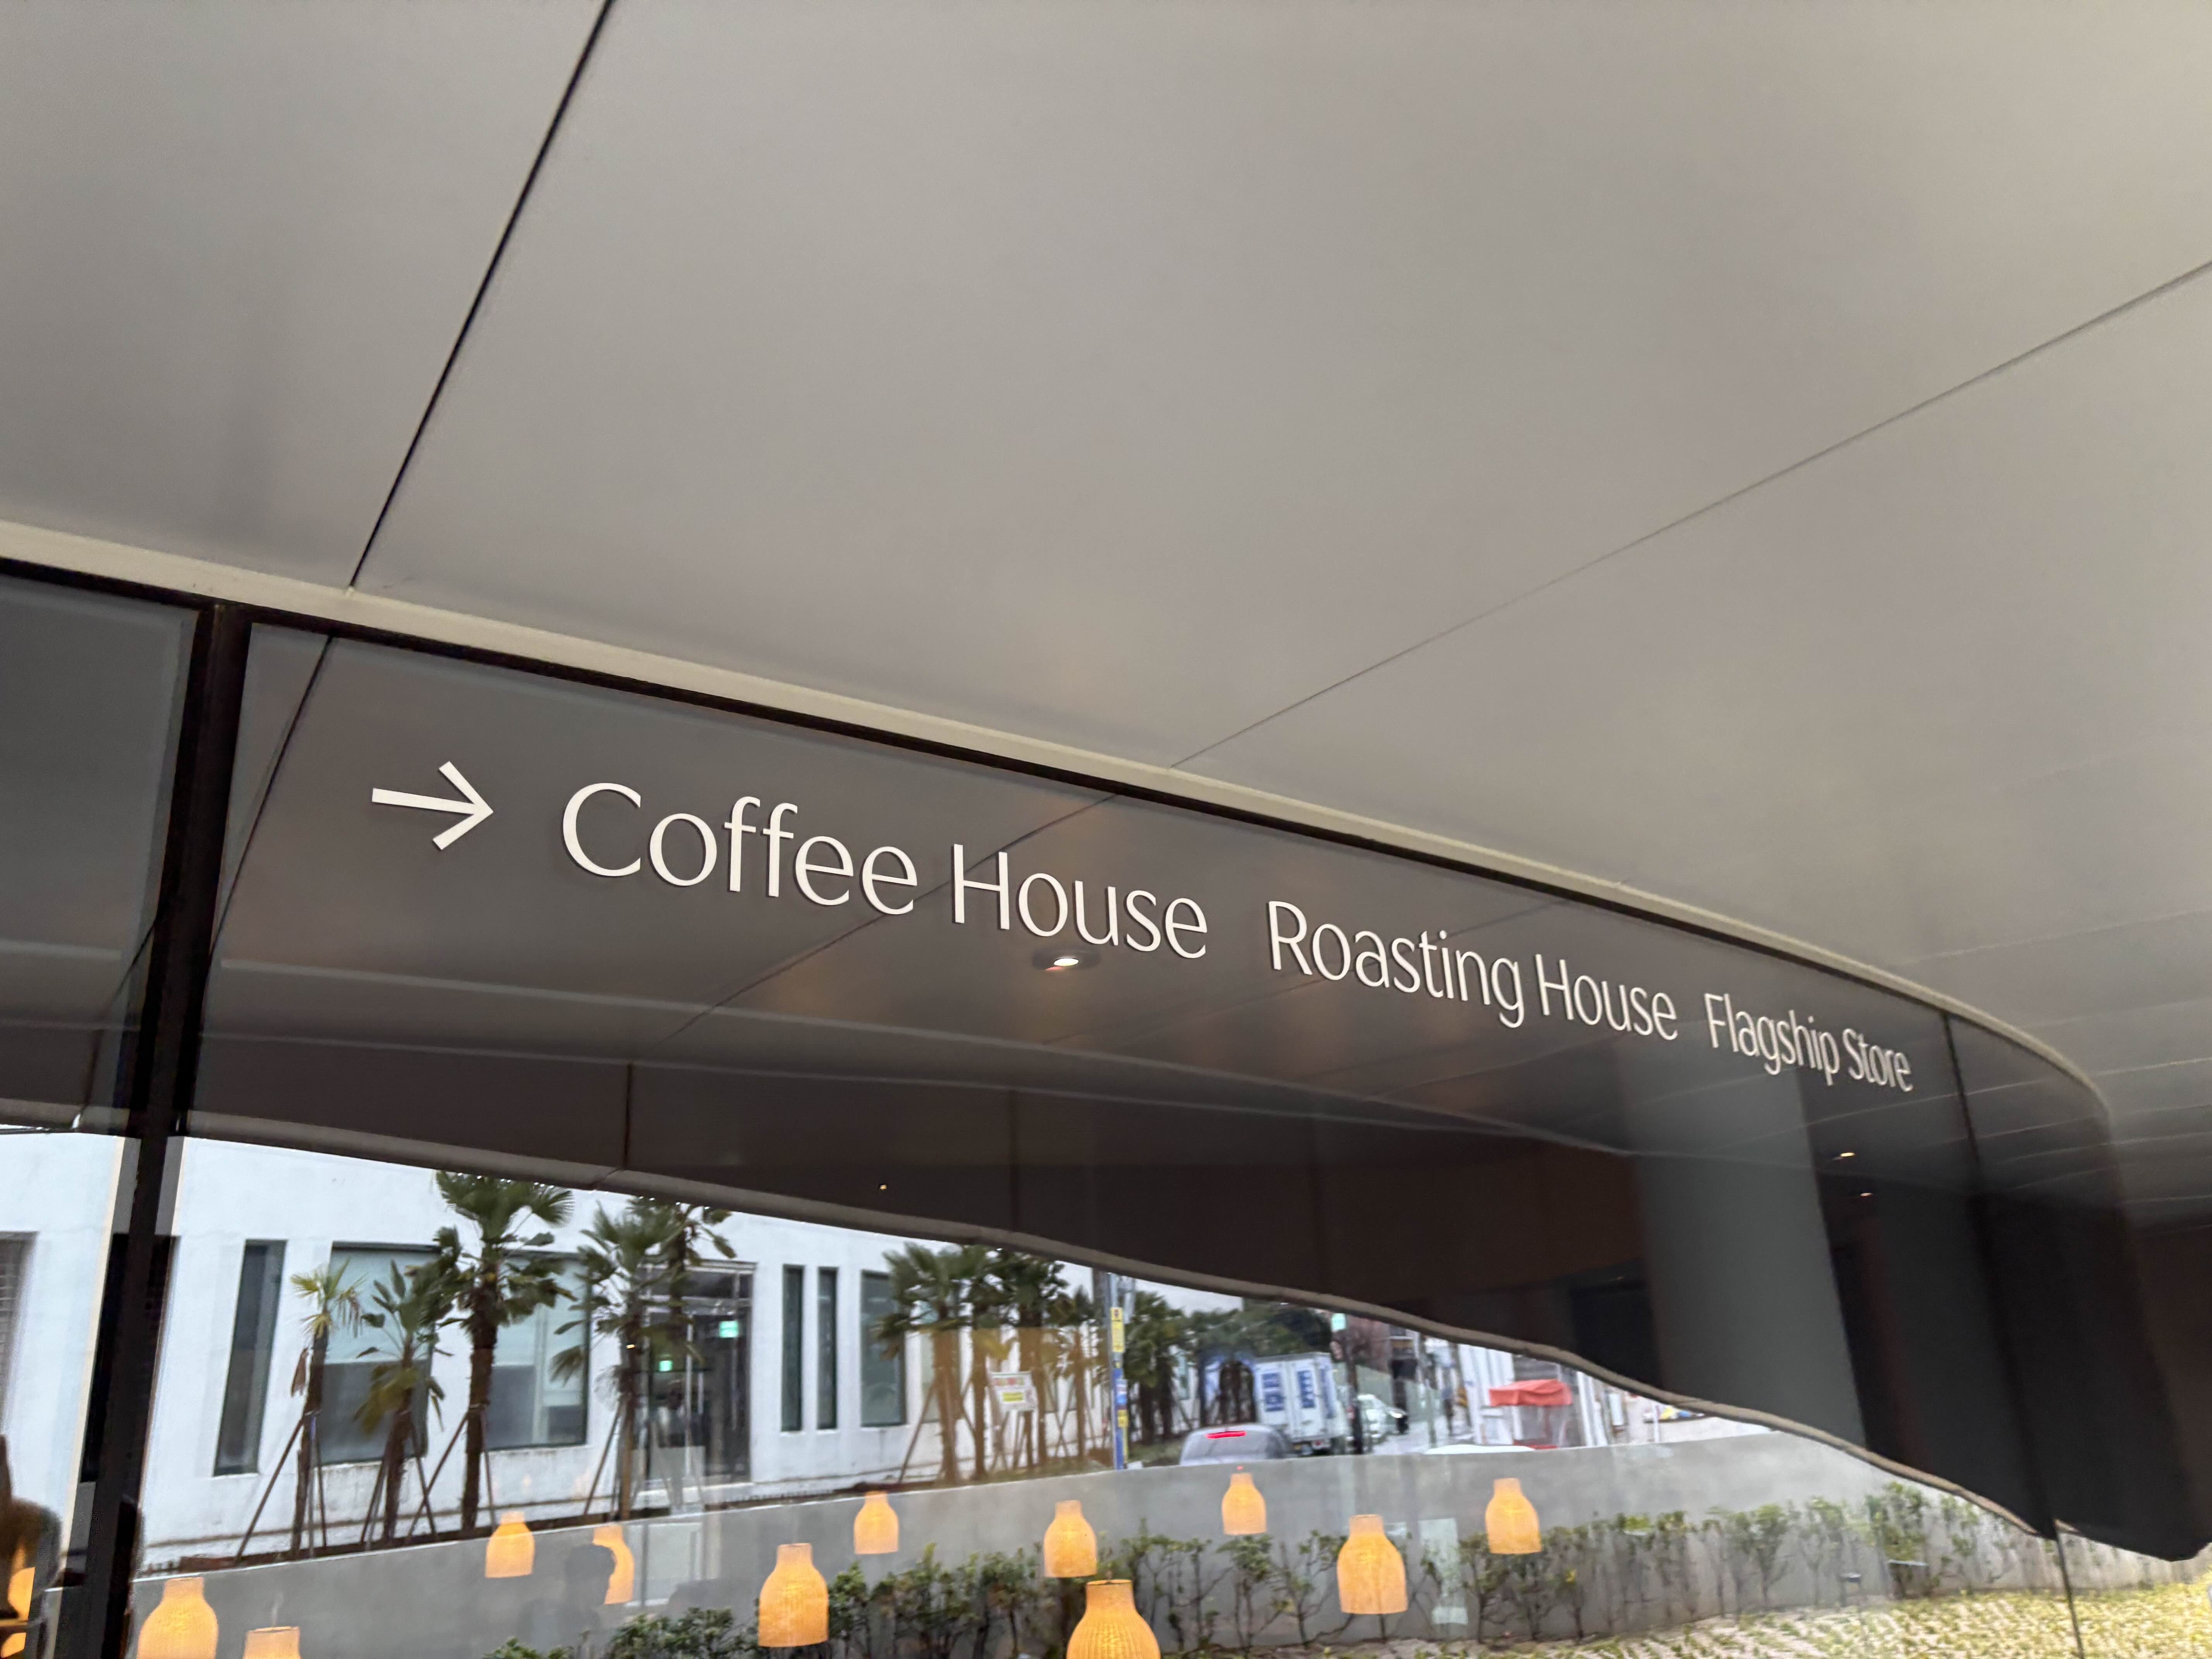 → Coffee House Roasting House Flagship Store